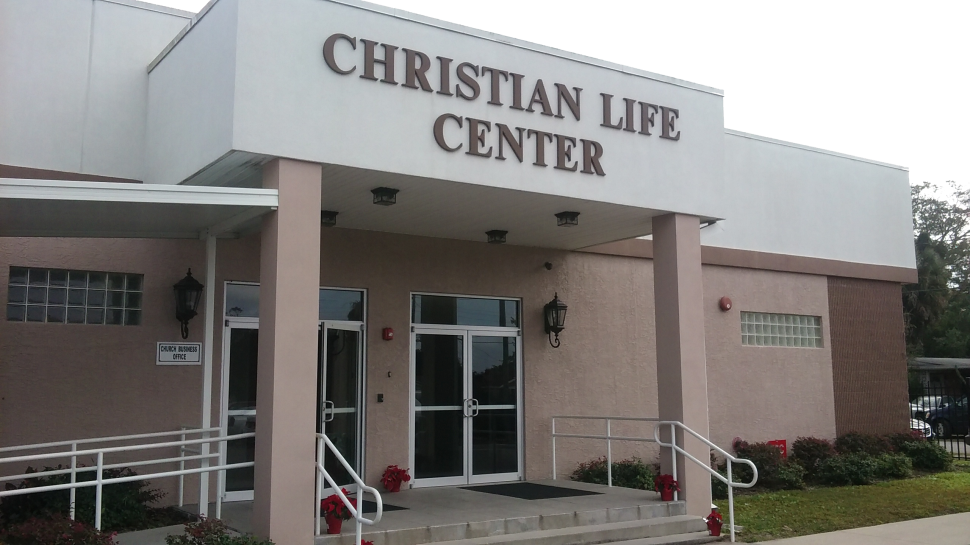 CHRISTIAN LIFE
CENTER
CHURCH BUSINESS
OFFICE